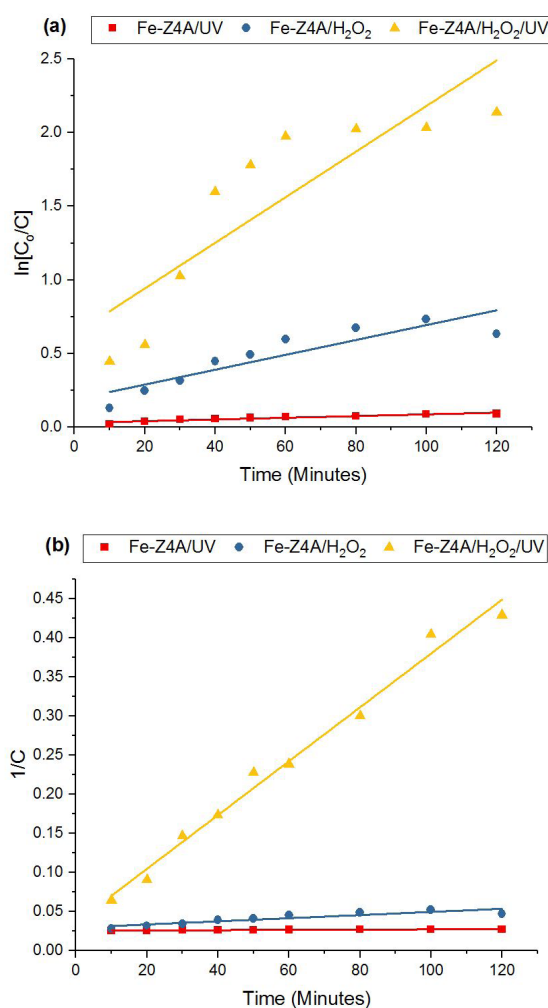 (a)
Fe-Z4A/UV Fe-Z4A/H₂O₂ Fe-Z4A/H₂O₂/UV
2.5
2.0
1.5
1.0
0.5
0.0
ln[Cₒ/C]
0 20 40 60 80 100 120
Time (Minutes)
(b)
Fe-Z4A/UV Fe-Z4A/H₂O₂ Fe-Z4A/H₂O₂/UV
0.45
0.40
0.35
0.30
0.25
0.20
0.15
0.10
0.05
0.00
1/C
0 20 40 60 80 100 120
Time (Minutes)